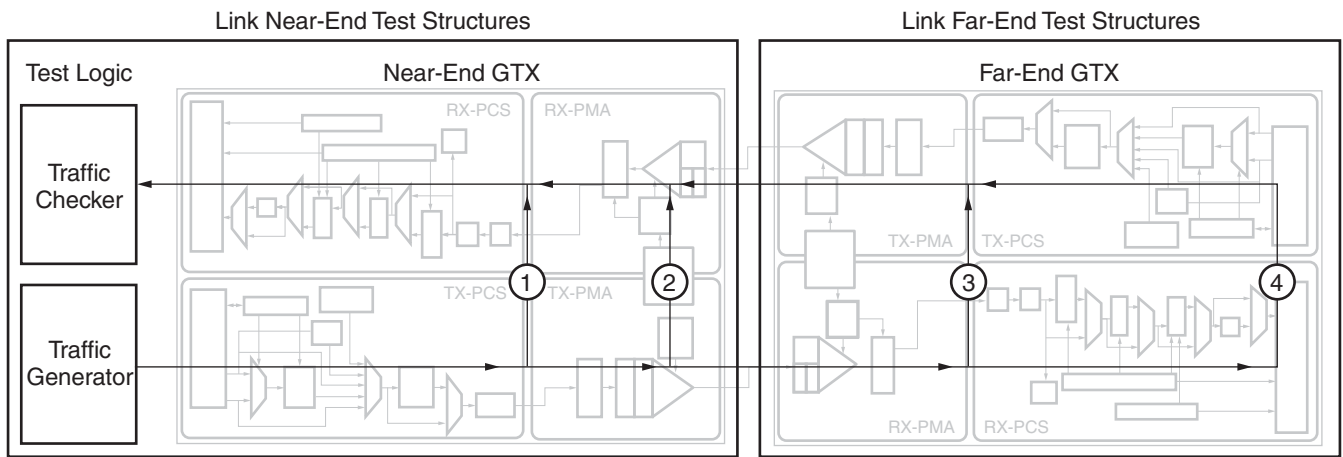 Link Near-End Test Structures
Link Far-End Test Structures
Test Logic
Near-End GTX
Far-End GTX
RX-PCS
RX-PMA
Traffic
Checker
TX-PMA
TX-PCS
1
2
3
4
TX-PCS
TX-PMA
Traffic
Generator
RX-PMA
RX-PCS